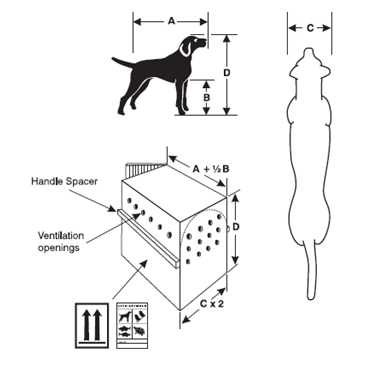 A
C
D
B
A + ½ B
Handle Spacer
Ventilation
openings
D
C x 2
LIVE ANIMALS